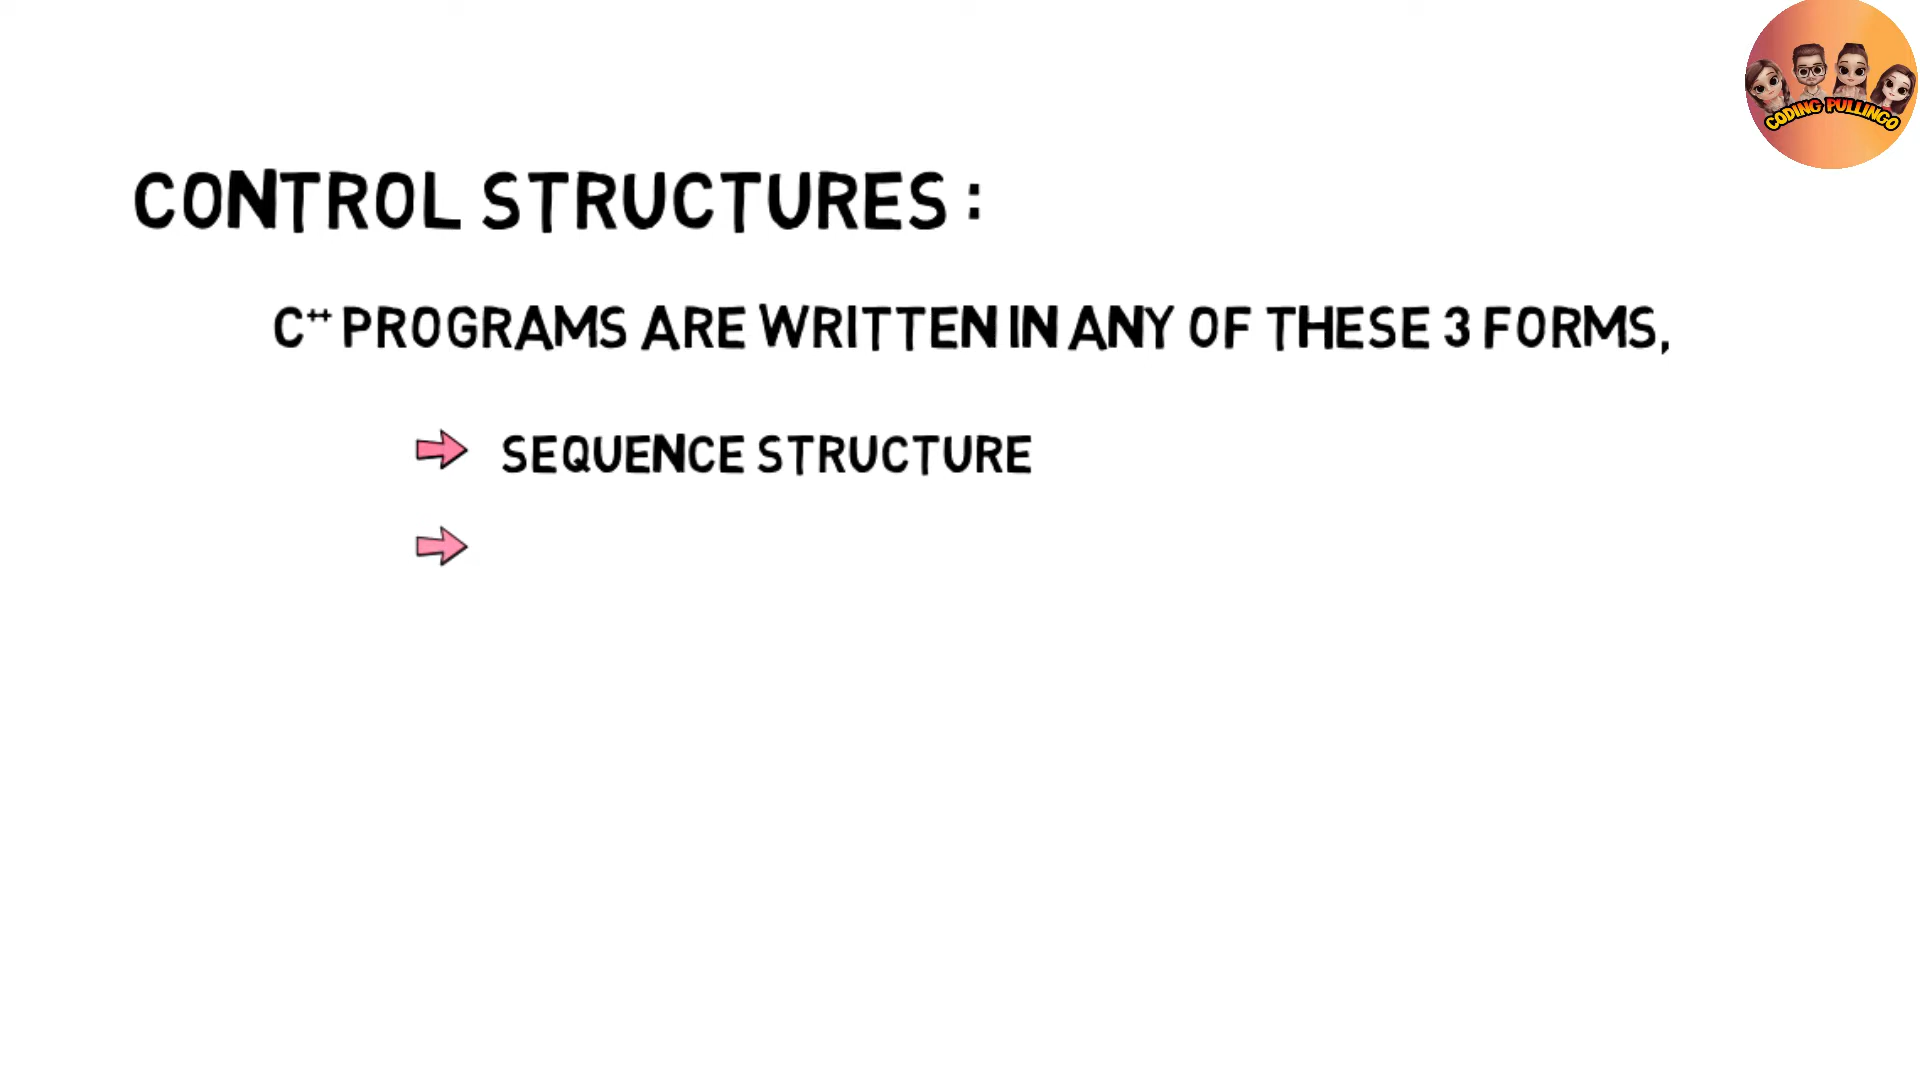 CODING PULLINGO
CONTROL STRUCTURES :
C++ PROGRAMS ARE WRITTEN IN ANY OF THESE 3 FORMS,
SEQUENCE STRUCTURE